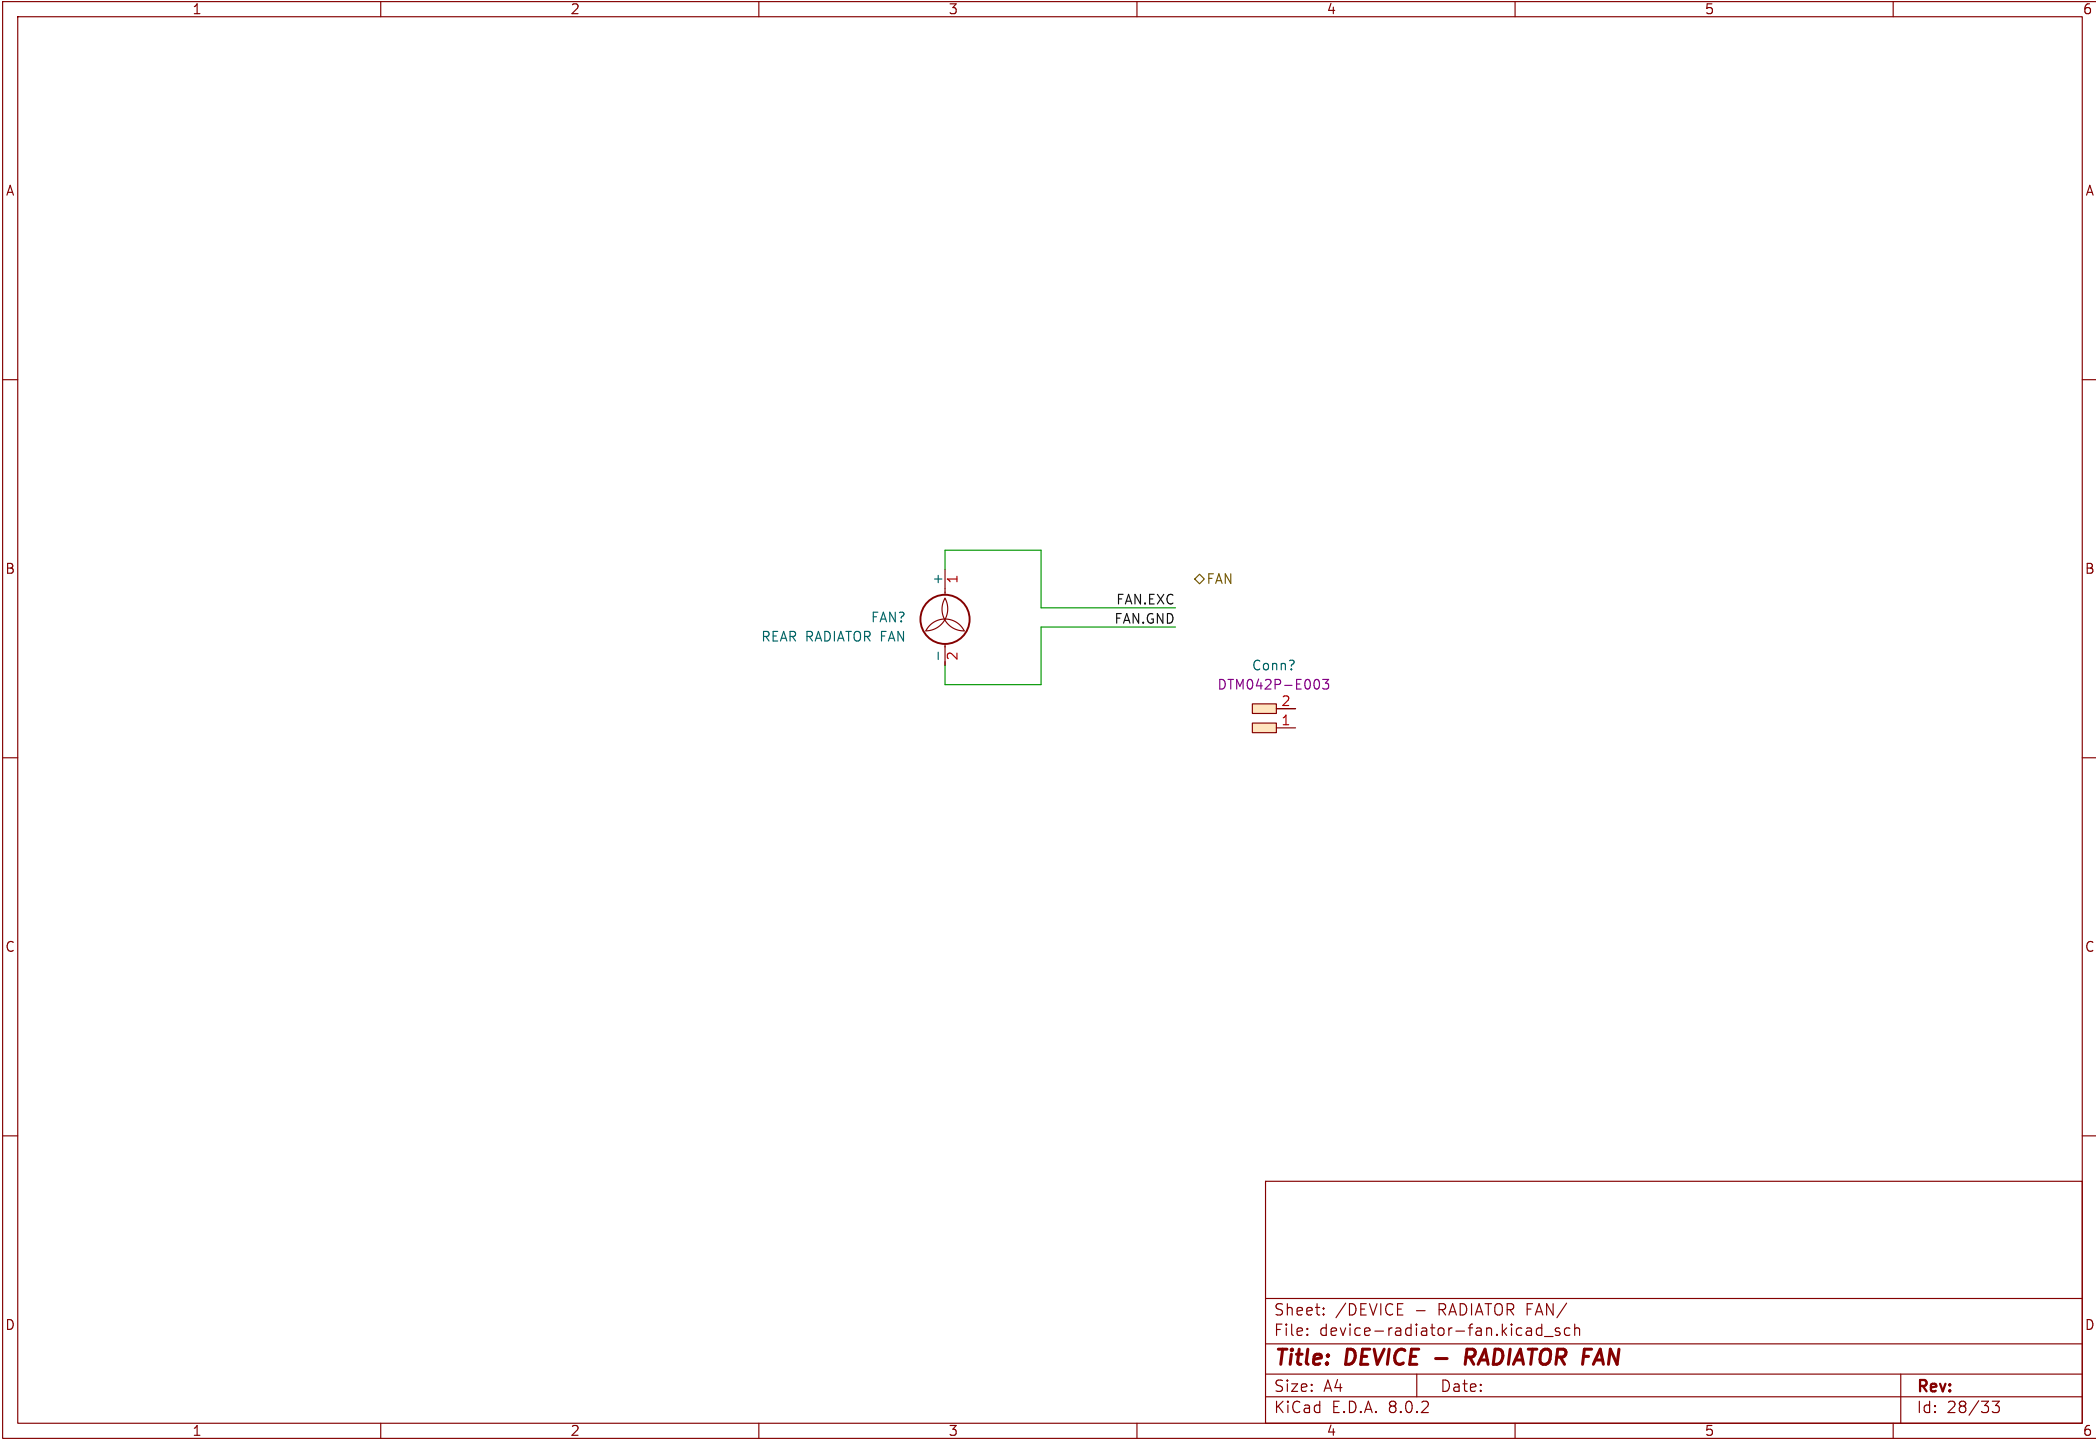 1 2 3 4 5 6
A A
FAN?
REAR RADIATOR FAN
+ 1
- 2
B B
FAN
FAN.EXC
FAN.GND
Conn?
DTM042P-E003
2
1
C C
D D
Sheet: /DEVICE - RADIATOR FAN/
File: device-radiator-fan.kicad_sch
Title: DEVICE - RADIATOR FAN
Size: A4 Date: Rev:
KiCad E.D.A. 8.0.2 Id: 28/33
1 2 3 4 5 6